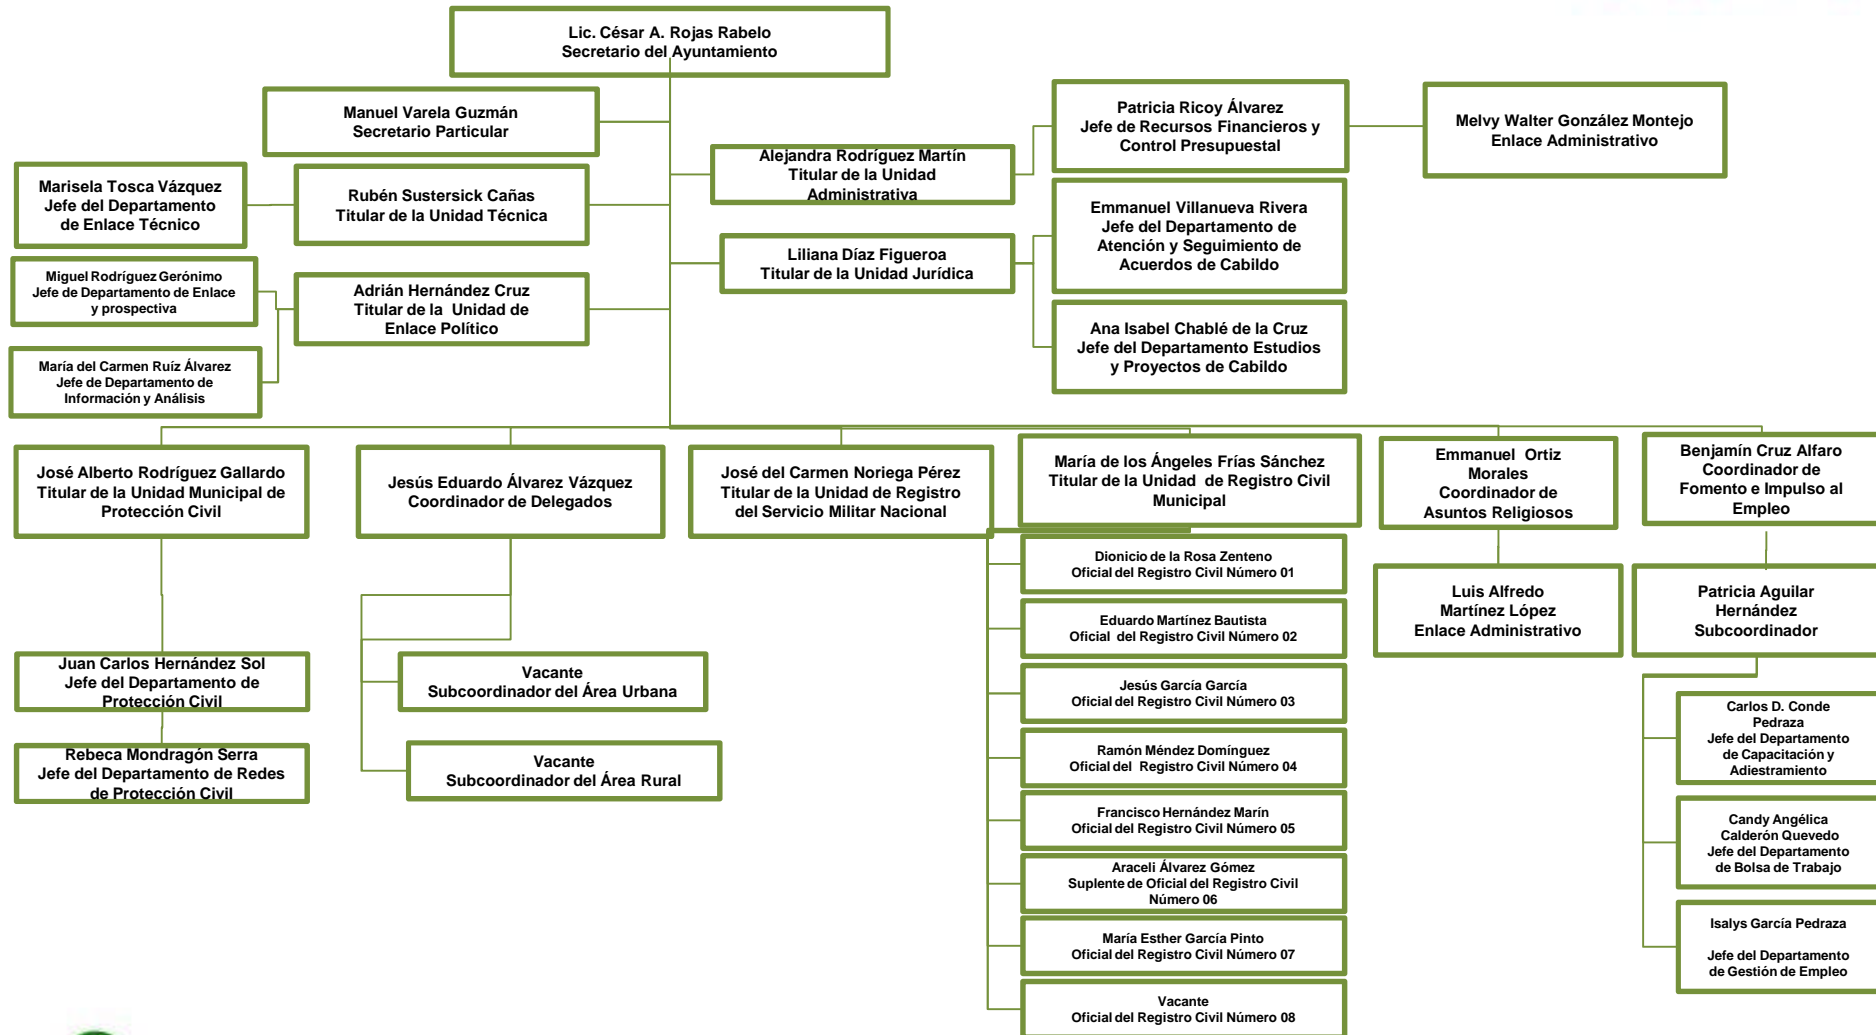 Lic. César A. Rojas Rabelo
Secretario del Ayuntamiento
Manuel Varela Guzmán
Secretario Particular
Patricia Ricoy Álvarez
Jefe de Recursos Financieros y
Control Presupuestal
Melvy Walter González Montejo
Enlace Administrativo
Alejandra Rodríguez Martín
Titular de la Unidad
Administrativa
Marisela Tosca Vázquez
Jefe del Departamento
de Enlace Técnico
Rubén Sustersick Cañas
Titular de la Unidad Técnica
Emmanuel Villanueva Rivera
Jefe del Departamento de
Atención y Seguimiento de
Acuerdos de Cabildo
Liliana Díaz Figueroa
Titular de la Unidad Jurídica
Miguel Rodríguez Gerónimo
Jefe de Departamento de Enlace
y prospectiva
Adrián Hernández Cruz
Titular de la Unidad de
Enlace Político
Ana Isabel Chablé de la Cruz
Jefe del Departamento Estudios
y Proyectos de Cabildo
María del Carmen Ruíz Álvarez
Jefe de Departamento de
Información y Análisis
José Alberto Rodríguez Gallardo
Titular de la Unidad Municipal de
Protección Civil
Jesús Eduardo Álvarez Vázquez
Coordinador de Delegados
José del Carmen Noriega Pérez
Titular de la Unidad de Registro
del Servicio Militar Nacional
María de los Ángeles Frías Sánchez
Titular de la Unidad de Registro Civil
Municipal
Emmanuel Ortiz
Morales
Coordinador de
Asuntos Religiosos
Benjamín Cruz Alfaro
Coordinador de
Fomento e Impulso al
Empleo
Dionicio de la Rosa Zenteno
Oficial del Registro Civil Número 01
Eduardo Martínez Bautista
Oficial del Registro Civil Número 02
Jesús García García
Oficial del Registro Civil Número 03
Ramón Méndez Domínguez
Oficial del Registro Civil Número 04
Francisco Hernández Marín
Oficial del Registro Civil Número 05
Araceli Álvarez Gómez
Suplente de Oficial del Registro Civil
Número 06
María Esther García Pinto
Oficial del Registro Civil Número 07
Vacante
Oficial del Registro Civil Número 08
Luis Alfredo
Martínez López
Enlace Administrativo
Patricia Aguilar
Hernández
Subcoordinador
Juan Carlos Hernández Sol
Jefe del Departamento de
Protección Civil
Rebeca Mondragón Serra
Jefe del Departamento de Redes
de Protección Civil
Vacante
Subcoordinador del Área Urbana
Vacante
Subcoordinador del Área Rural
Carlos D. Conde
Pedraza
Jefe del Departamento
de Capacitación y
Adiestramiento
Candy Angélica
Calderón Quevedo
Jefe del Departamento
de Bolsa de Trabajo
Isalys García Pedraza
Jefe del Departamento
de Gestión de Empleo